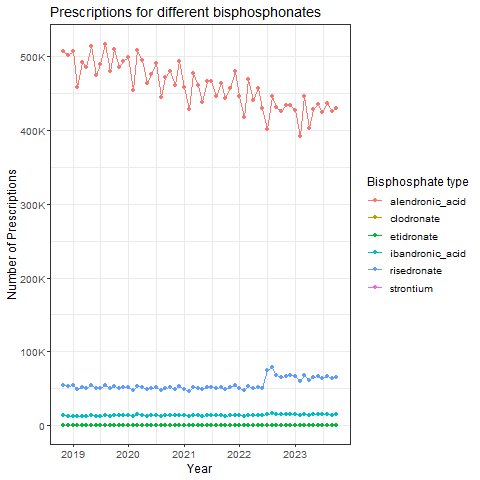 Prescriptions for different bisphosphonates
500K
400K
300K
200K
100K
0
Number of Prescriptions
2019 2020 2021 2022 2023
Year
Bisphosphate type
alendronic_acid
clodronate
etidronate
ibandronic_acid
risedronate
strontium